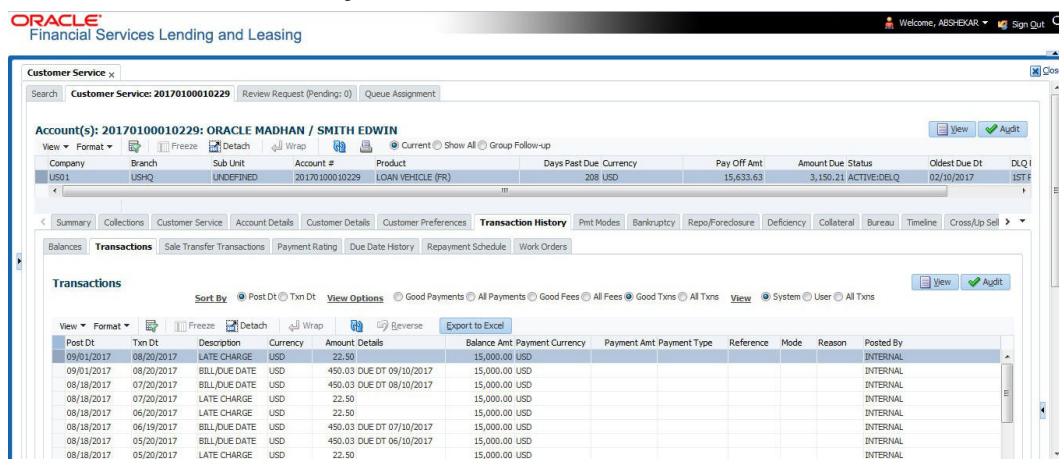 ORACLE
Financial Services Lending and Leasing
Welcome, ABSHEKAR Sign Out
Customer Service x
Close
Search Customer Service: 20170100010229 Review Request (Pending: 0) Queue Assignment
Account(s): 20170100010229: ORACLE MADHAN / SMITH EDWIN
View Audit
View Format Freeze Detach Wrap Current Show All Group Follow-up
Company Branch Sub Unit Account # Product Days Past Due Currency Pay Off Amt Amount Due Status Oldest Due Dt DLQ
US01 USHQ UNDEFINED 20170100010229 LOAN VEHICLE (FR) 208 USD 15,633.63 3,150.21 ACTIVE:DELQ 02/10/2017 1ST
Summary Collections Customer Service Account Details Customer Details Customer Preferences Transaction History Pmt Modes Bankruptcy Repo/Foreclosure Deficiency Collateral Bureau Timeline Cross/Up Sell
Balances Transactions Sale Transfer Transactions Payment Rating Due Date History Repayment Schedule Work Orders
Transactions
View Audit
Sort By Post Dt Txn Dt View Options Good Payments All Payments Good Fees All Fees Good Txns All Txns View System User All Txns
View Format Freeze Detach Wrap Reverse Export to Excel
Post Dt Txn Dt Description Currency Amount Details Balance Amt Payment Currency Payment Amt Payment Type Reference Mode Reason Posted By
09/01/2017 08/20/2017 LATE CHARGE USD 22.50 15,000.00 USD INTERNAL
09/01/2017 08/20/2017 BILL/DUE DATE USD 450.03 DUE DT 09/10/2017 15,000.00 USD INTERNAL
08/18/2017 07/20/2017 BILL/DUE DATE USD 450.03 DUE DT 08/10/2017 15,000.00 USD INTERNAL
08/18/2017 07/20/2017 LATE CHARGE USD 22.50 15,000.00 USD INTERNAL
08/18/2017 06/20/2017 LATE CHARGE USD 22.50 15,000.00 USD INTERNAL
08/18/2017 06/19/2017 BILL/DUE DATE USD 450.03 DUE DT 07/10/2017 15,000.00 USD INTERNAL
08/18/2017 05/20/2017 BILL/DUE DATE USD 450.03 DUE DT 06/10/2017 15,000.00 USD INTERNAL
08/18/2017 05/20/2017 LATE CHARGE USD 22.50 15,000.00 USD INTERNAL